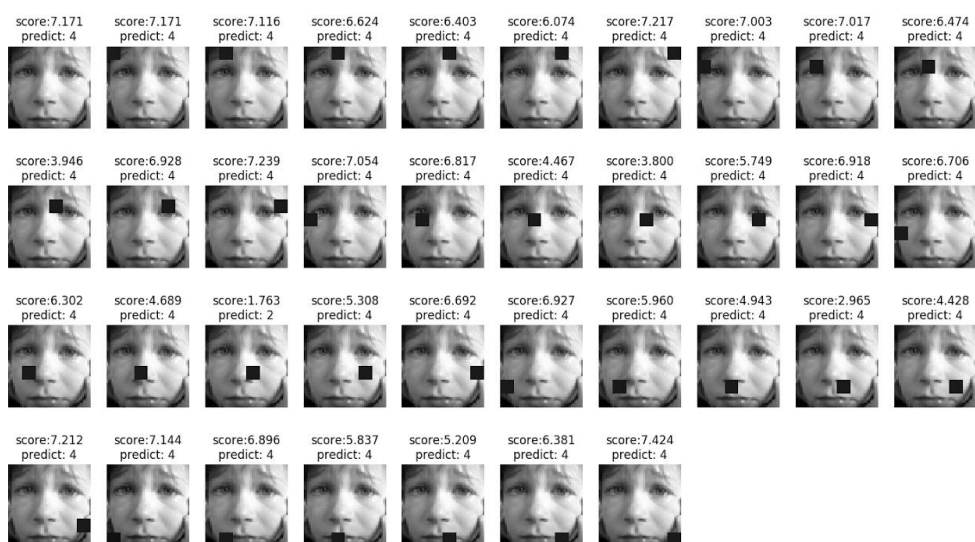 score:7.171 score:7.171 score:7.116 score:6.624 score:6.403 score:6.074 score:7.217 score:7.003 score:7.017 score:6.474
predict: 4 predict: 4 predict: 4 predict: 4 predict: 4 predict: 4 predict: 4 predict: 4 predict: 4 predict: 4
score:3.946 score:6.928 score:7.239 score:7.054 score:6.817 score:4.467 score:3.800 score:5.749 score:6.918 score:6.706
predict: 4 predict: 4 predict: 4 predict: 4 predict: 4 predict: 4 predict: 4 predict: 4 predict: 4 predict: 4
score:6.302 score:4.689 score:1.763 score:5.308 score:6.692 score:6.927 score:5.960 score:4.943 score:2.965 score:4.428
predict: 4 predict: 4 predict: 2 predict: 4 predict: 4 predict: 4 predict: 4 predict: 4 predict: 4 predict: 4
score:7.212 score:7.144 score:6.896 score:5.837 score:5.209 score:6.381 score:7.424
predict: 4 predict: 4 predict: 4 predict: 4 predict: 4 predict: 4 predict: 4